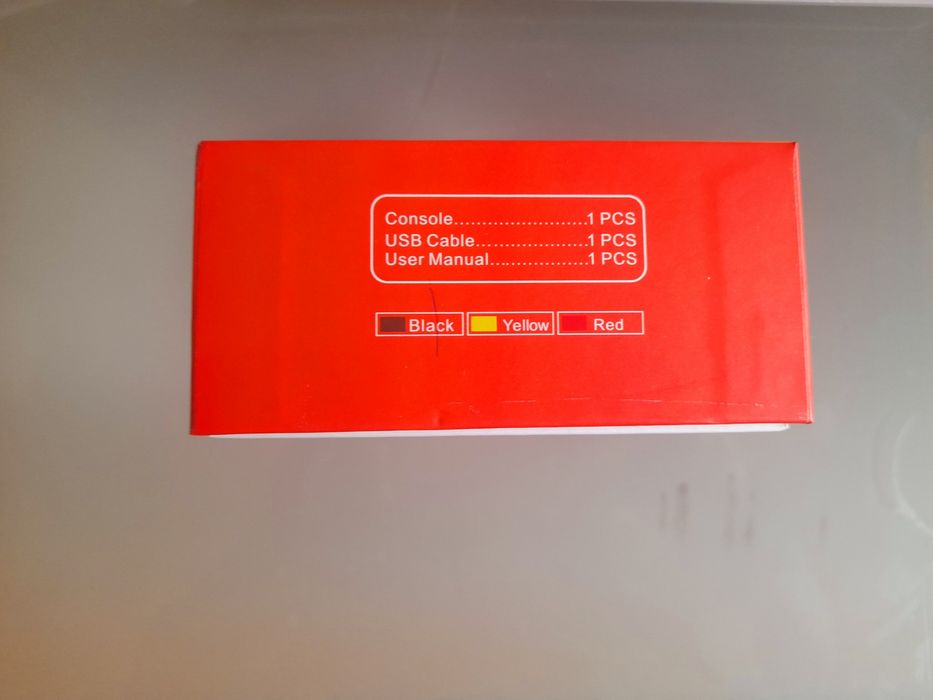 Console........................1 PCS
USB Cable....................1 PCS
User Manual..................1 PCS
Black Yellow Red